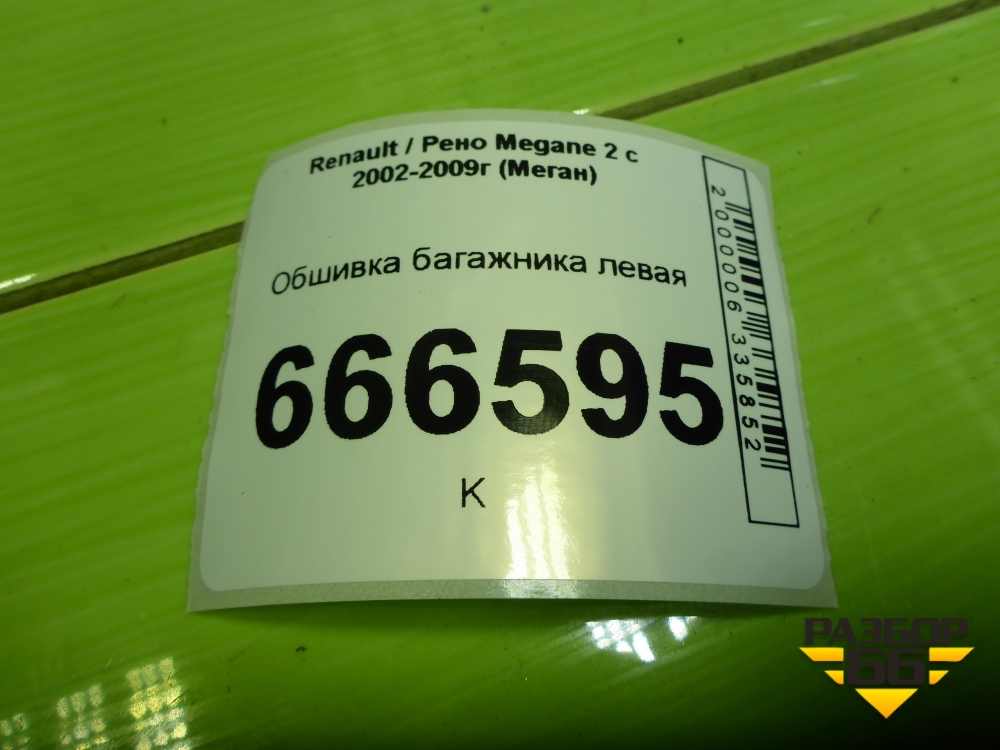 Renault / Рено Megane 2 с
2002-2009г (Меган)
Обшивка багажника левая
666595
К
2000006335852
РАЗБОР
66